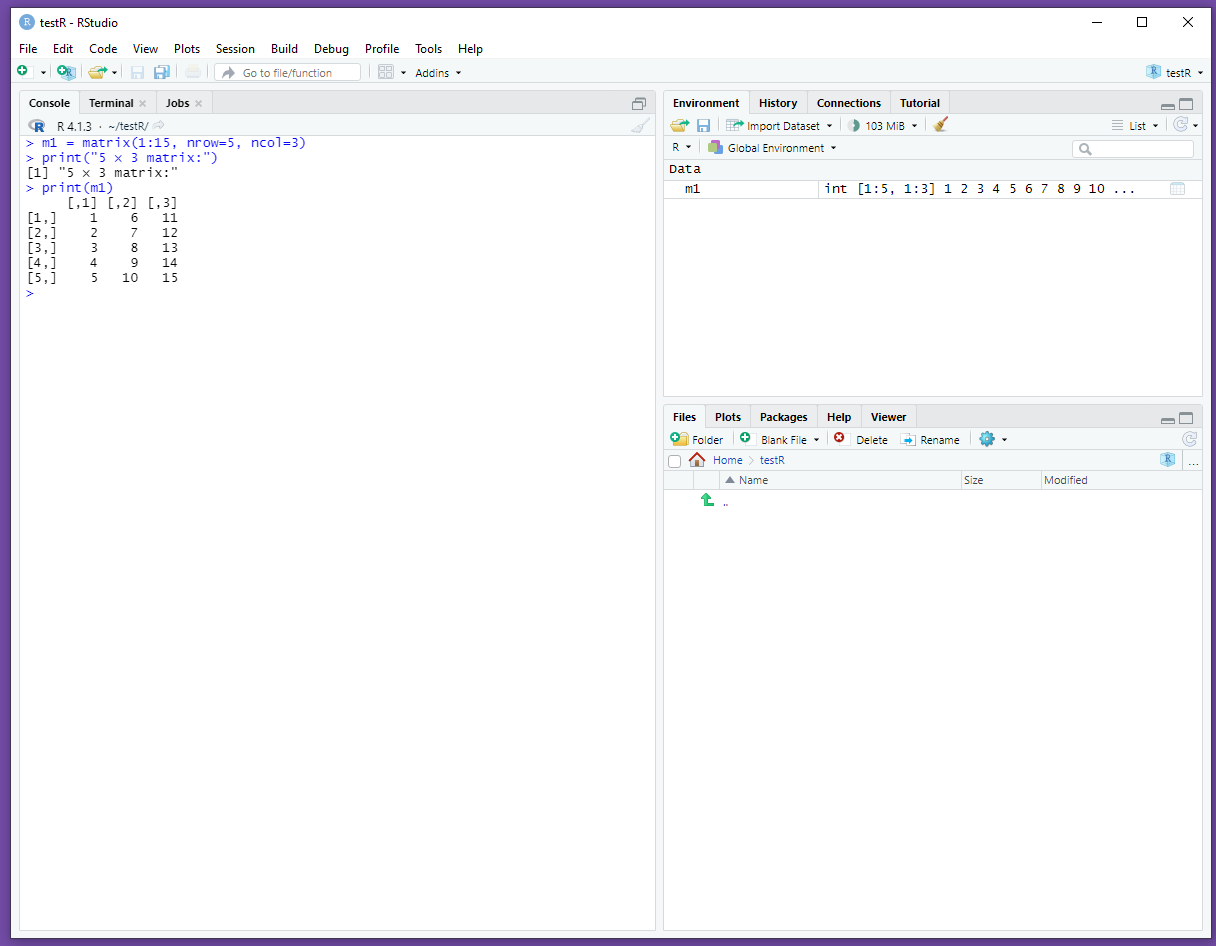 testR - RStudio
File Edit Code View Plots Session Build Debug Profile Tools Help
Go to file/function Addins testR
Console Terminal Jobs
R 4.1.3 · ~/testR/
> m1 = matrix(1:15, nrow=5, ncol=3)
> print("5 × 3 matrix:")
[1] "5 × 3 matrix:"
> print(m1)
     [,1] [,2] [,3]
[1,]    1    6   11
[2,]    2    7   12
[3,]    3    8   13
[4,]    4    9   14
[5,]    5   10   15
>
Environment History Connections Tutorial
Import Dataset 103 MiB List
R Global Environment
Data
m1 int [1:5, 1:3] 1 2 3 4 5 6 7 8 9 10 ...
Files Plots Packages Help Viewer
Folder Blank File Delete Rename
Home testR ...
Name Size Modified
..